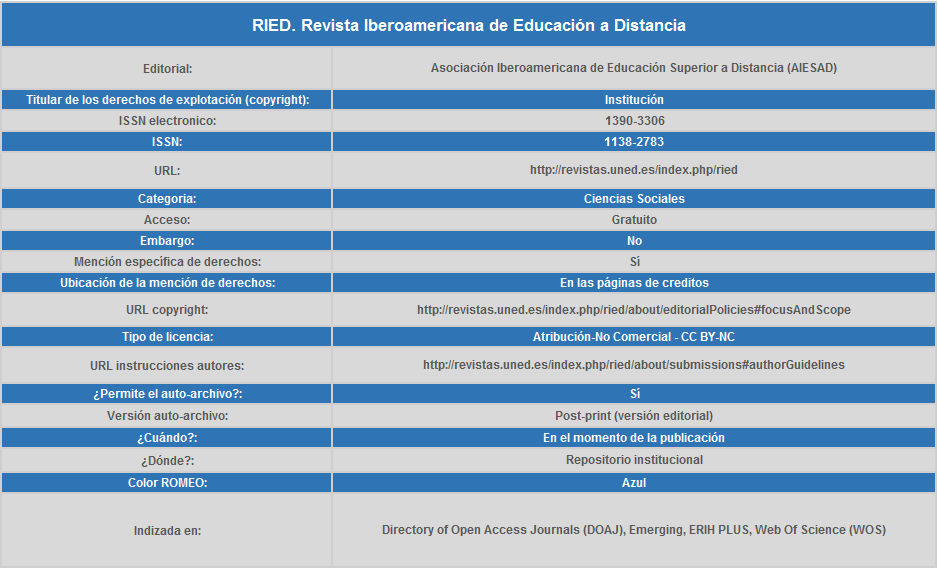 RIED. Revista Iberoamericana de Educación a Distancia
Editorial: Asociación Iberoamericana de Educación Superior a Distancia (AIESAD)
Titular de los derechos de explotación (copyright): Institución
ISSN electronico: 1390-3306
ISSN: 1138-2783
URL: http://revistas.uned.es/index.php/ried
Categoria: Ciencias Sociales
Acceso: Gratuito
Embargo: No
Mención específica de derechos: Sí
Ubicación de la mención de derechos: En las páginas de creditos
URL copyright: http://revistas.uned.es/index.php/ried/about/editorialPolicies#focusAndScope
Tipo de licencia: Atribución-No Comercial - CC BY-NC
URL instrucciones autores: http://revistas.uned.es/index.php/ried/about/submissions#authorGuidelines
¿Permite el auto-archivo?: Sí
Versión auto-archivo: Post-print (versión editorial)
¿Cuándo?: En el momento de la publicación
¿Dónde?: Repositorio institucional
Color ROMEO: Azul
Indizada en: Directory of Open Access Journals (DOAJ), Emerging, ERIH PLUS, Web Of Science (WOS)